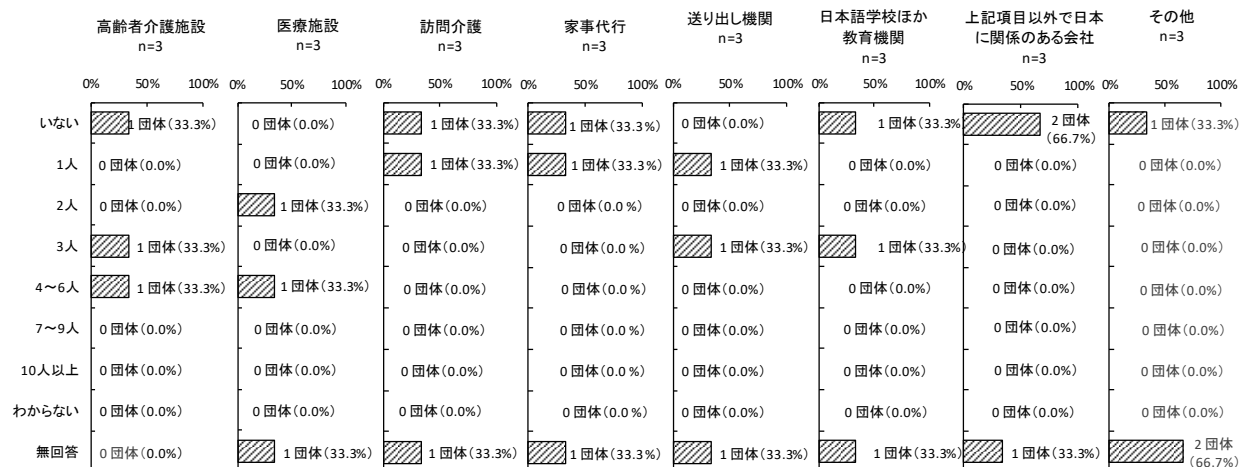 高齢者介護施設
n=3
医療施設
n=3
訪問介護
n=3
家事代行
n=3
送り出し機関
n=3
日本語学校ほか
教育機関
n=3
上記項目以外で日本
に関係のある会社
n=3
その他
n=3
0% 50% 100% 0% 50% 100% 0% 50% 100% 0% 50% 100% 0% 50% 100% 0% 50% 100% 0% 50% 100% 0% 50% 100%
いない 1 団体(33.3%) 0 団体(0.0%) 1 団体(33.3%) 1 団体(33.3%) 0 団体(0.0%) 1 団体(33.3%) 2 団体 (66.7%) 1 団体(33.3%)
1人 0 団体(0.0%) 0 団体(0.0%) 1 団体(33.3%) 1 団体(33.3%) 1 団体(33.3%) 0 団体(0.0%) 0 団体(0.0%) 0 団体(0.0%)
2人 0 団体(0.0%) 1 団体(33.3%) 0 団体(0.0%) 0 団体(0.0%) 0 団体(0.0%) 0 団体(0.0%) 0 団体(0.0%) 0 団体(0.0%)
3人 1 団体(33.3%) 0 団体(0.0%) 0 団体(0.0%) 0 団体(0.0%) 1 団体(33.3%) 1 団体(33.3%) 0 団体(0.0%) 0 団体(0.0%)
4～6人 1 団体(33.3%) 1 団体(33.3%) 0 団体(0.0%) 0 団体(0.0%) 0 団体(0.0%) 0 団体(0.0%) 0 団体(0.0%) 0 団体(0.0%)
7～9人 0 団体(0.0%) 0 団体(0.0%) 0 団体(0.0%) 0 団体(0.0%) 0 団体(0.0%) 0 団体(0.0%) 0 団体(0.0%) 0 団体(0.0%)
10人以上 0 団体(0.0%) 0 団体(0.0%) 0 団体(0.0%) 0 団体(0.0%) 0 団体(0.0%) 0 団体(0.0%) 0 団体(0.0%) 0 団体(0.0%)
わからない 0 団体(0.0%) 0 団体(0.0%) 0 団体(0.0%) 0 団体(0.0%) 0 団体(0.0%) 0 団体(0.0%) 0 団体(0.0%) 0 団体(0.0%)
無回答 0 団体(0.0%) 1 団体(33.3%) 1 団体(33.3%) 1 団体(33.3%) 1 団体(33.3%) 1 団体(33.3%) 1 団体(33.3%) 2 団体 (66.7%)